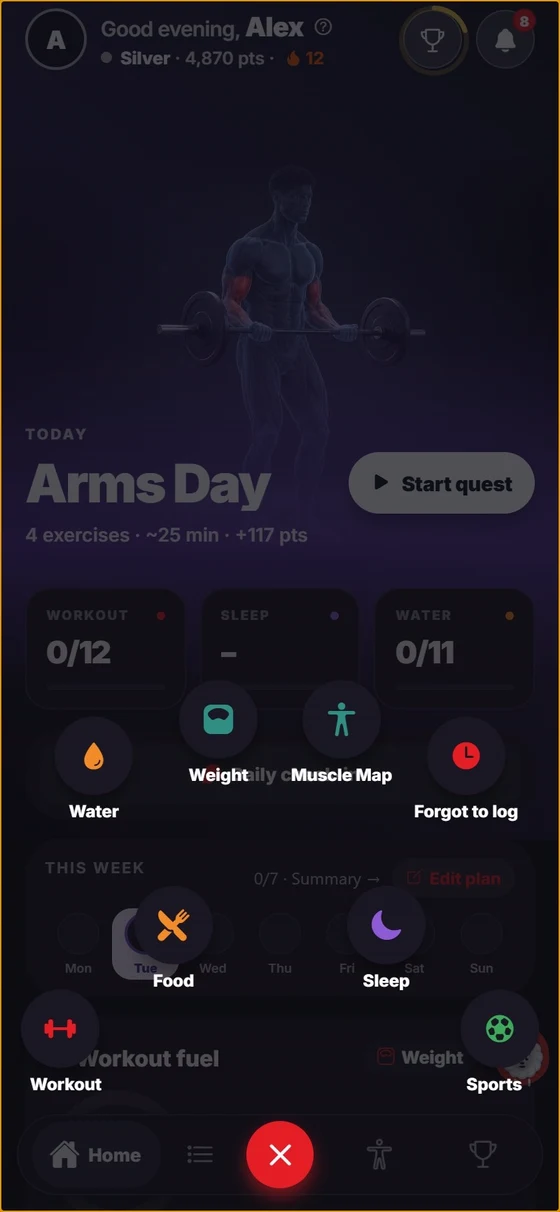 A
Good evening, Alex
Silver · 4,870 pts · 12
8
TODAY
Arms Day
Start quest
4 exercises · ~25 min · +117 pts
WORKOUT
SLEEP
WATER
0/12
–
0/11
Weight
Muscle Map
Daily
Water
Forgot to log
THIS WEEK
0/7 · Summary →
Edit plan
Mon
Tue
Wed
Thu
Fri
Sat
Sun
Food
Sleep
Workout fuel
Weight
Workout
Sports
Home